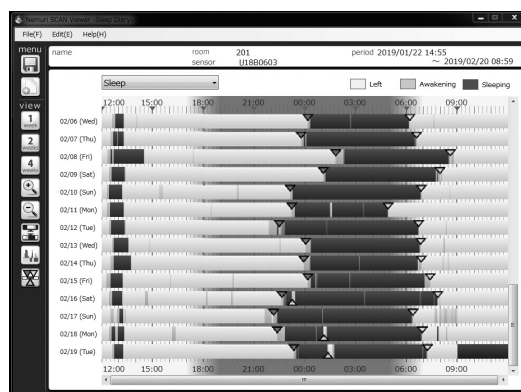 Nemuri SCAN Viewer -Sleep Diary-
File(F) Edit(E) Help(H)
menu
name room 201 period 2019/01/22 14:55
sensor U18B0603 ~ 2019/02/20 08:59
Sleep
Left Awakening Sleeping
view
1 week
2 weeks
4 weeks
12:00 15:00 18:00 21:00 00:00 03:00 06:00 09:00
02/06 (Wed)
02/07 (Thu)
02/08 (Fri)
02/09 (Sat)
02/10 (Sun)
02/11 (Mon)
02/12 (Tue)
02/13 (Wed)
02/14 (Thu)
02/15 (Fri)
02/16 (Sat)
02/17 (Sun)
02/18 (Mon)
02/19 (Tue)
12:00 15:00 18:00 21:00 00:00 03:00 06:00 09:00